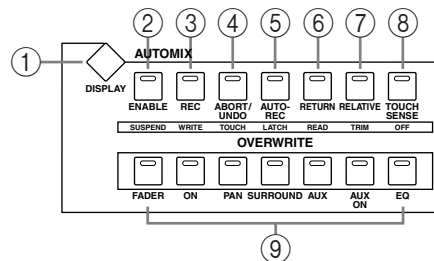 ② ③ ④ ⑤ ⑥ ⑦ ⑧
① AUTOMIX
DISPLAY
ENABLE REC ABORT/UNDO AUTO-REC RETURN RELATIVE TOUCH SENSE
SUSPEND WRITE TOUCH LATCH READ TRIM OFF
OVERWRITE
FADER ON PAN SURROUND AUX AUX ON EQ
⑨